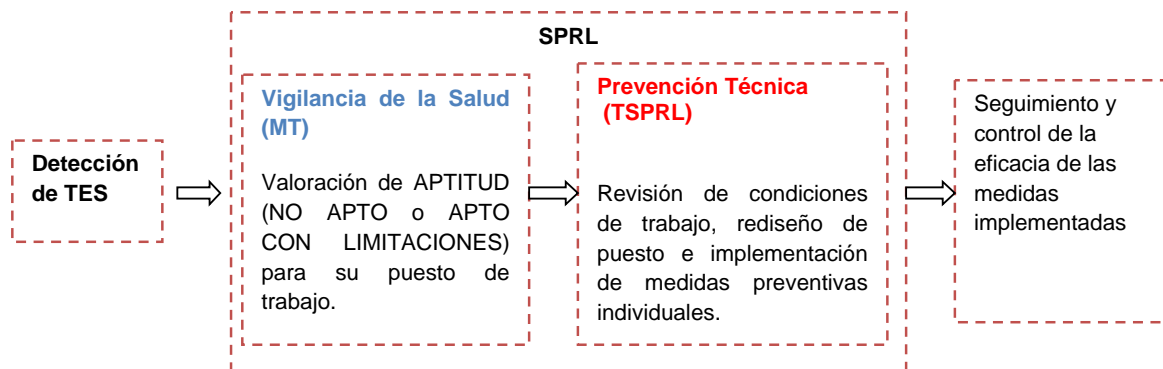 SPRL
Detección
de TES
Vigilancia de la Salud
(MT)
Valoración de APTITUD
(NO APTO o APTO
CON LIMITACIONES)
para su puesto de
trabajo.
Prevención Técnica
(TSPRL)
Revisión de condiciones
de trabajo, rediseño de
puesto e implementación
de medidas preventivas
individuales.
Seguimiento y
control de la
eficacia de las
medidas
implementadas